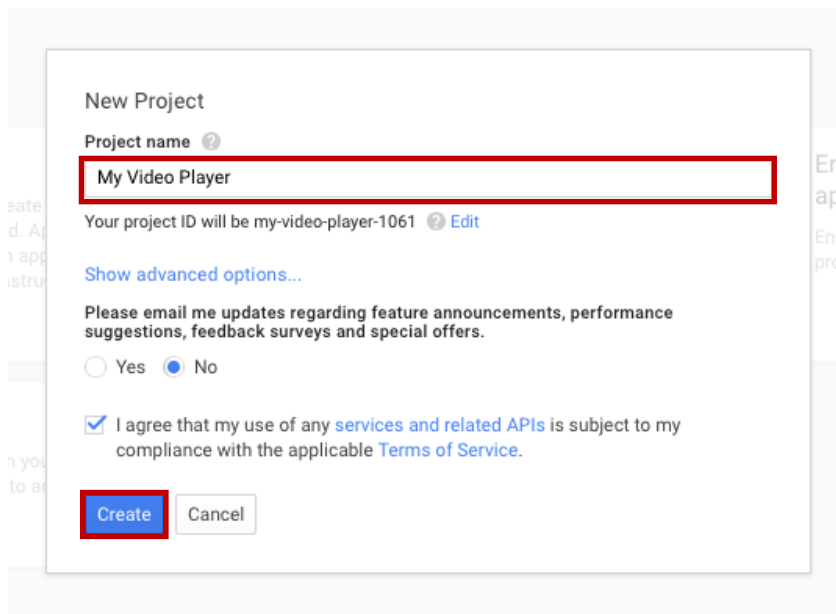 New Project
Project name ?
My Video Player
Your project ID will be my-video-player-1061 ? Edit
Show advanced options...
Please email me updates regarding feature announcements, performance
suggestions, feedback surveys and special offers.
Yes No
I agree that my use of any services and related APIs is subject to my
compliance with the applicable Terms of Service.
Create Cancel